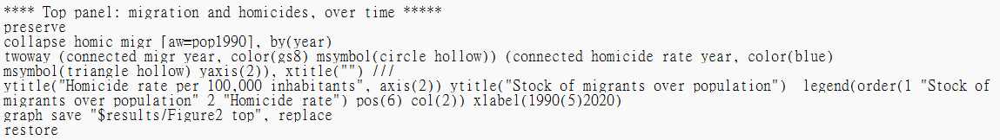 **** Top panel: migration and homicides, over time *****
preserve
collapse homic migr [aw=pop1990], by(year)
twoway (connected migr year, color(gs8) msymbol(circle hollow)) (connected homicide rate year, color(blue)
msymbol(triangle hollow) yaxis(2)), xtitle("") ///
ytitle("Homicide rate per 100,000 inhabitants", axis(2)) ytitle("Stock of migrants over population")  legend(order(1 "Stock of
migrants over population" 2 "Homicide rate") pos(6) col(2)) xlabel(1990(5)2020)
graph save "$results/Figure2 top", replace
restore